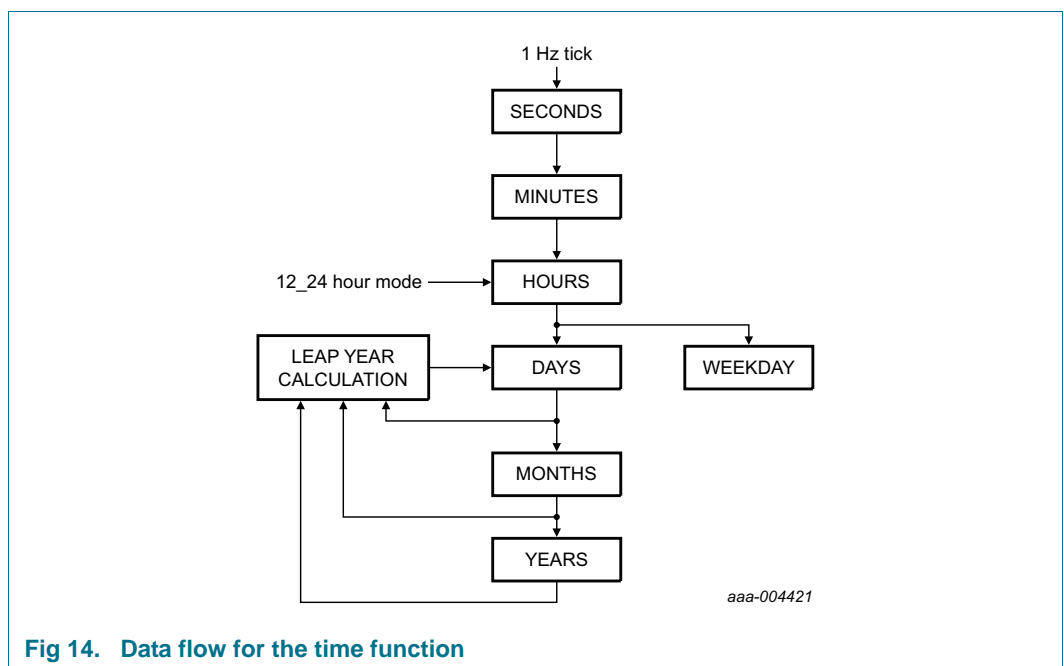 1 Hz tick
SECONDS
MINUTES
12_24 hour mode
HOURS
LEAP YEAR
CALCULATION
DAYS
WEEKDAY
MONTHS
YEARS
aaa-004421
Fig 14. Data flow for the time function